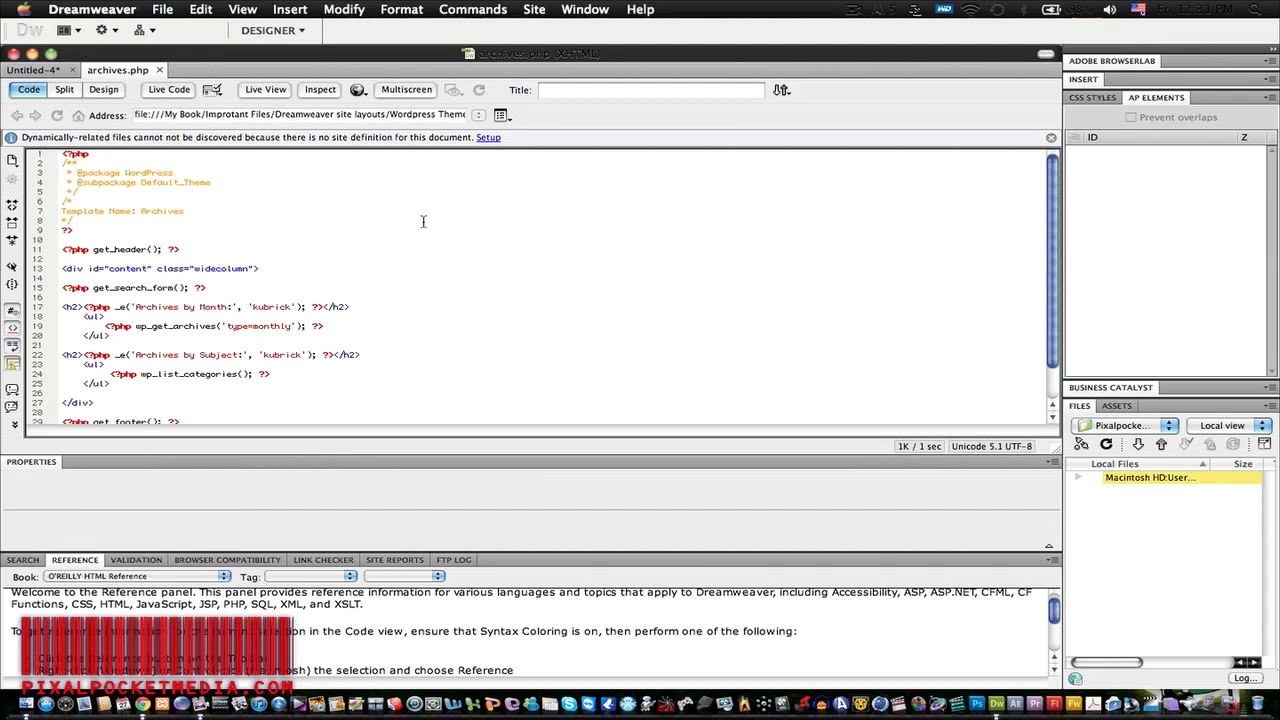 Dreamweaver File Edit View Insert Modify Format Commands Site Window Help
Dw DESIGNER
archives.php (XHTML)
Untitled-4* archives.php
Code Split Design Live Code Live View Inspect Multiscreen Title:
Address: file:///My Book/Improtant Files/Dreamweaver site layouts/Wordpress Theme
Dynamically-related files cannot not be discovered because there is no site definition for this document. Setup
1 <?php
2 /**
3 * @package WordPress
4 * @subpackage Default_Theme
5 */
6 /*
7 Template Name: Archives
8 */
9 ?>
10
11 <?php get_header(); ?>
12
13 <div id="content" class="widecolumn">
14
15 <?php get_search_form(); ?>
16
17 <h2><?php _e('Archives by Month:', 'kubrick'); ?></h2>
18 <ul>
19 <?php wp_get_archives('type=monthly'); ?>
20 </ul>
21
22 <h2><?php _e('Archives by Subject:', 'kubrick'); ?></h2>
23 <ul>
24 <?php wp_list_categories(); ?>
25 </ul>
26
27 </div>
28
29 <?php get_footer(); ?>
1K / 1 sec Unicode 5.1 UTF-8
PROPERTIES
SEARCH REFERENCE VALIDATION BROWSER COMPATIBILITY LINK CHECKER SITE REPORTS FTP LOG
Book: O'REILLY HTML Reference Tag:
Welcome to the Reference panel. This panel provides reference information for various languages and topics that apply to Dreamweaver, including Accessibility, ASP, ASP.NET, CFML, CF
Functions, CSS, HTML, JavaScript, JSP, PHP, SQL, XML, and XSLT.
selection in the Code view, ensure that Syntax Coloring is on, then perform one of the following:
the selection and choose Reference
PIXALPOCKETMEDIA.COM
ADOBE BROWSERLAB
INSERT
CSS STYLES AP ELEMENTS
Prevent overlaps
ID Z
BUSINESS CATALYST
FILES ASSETS
Pixalpocke... Local view
Local Files Size
Macintosh HD:User...
Log...
Dw Ae Pr Fl Fw